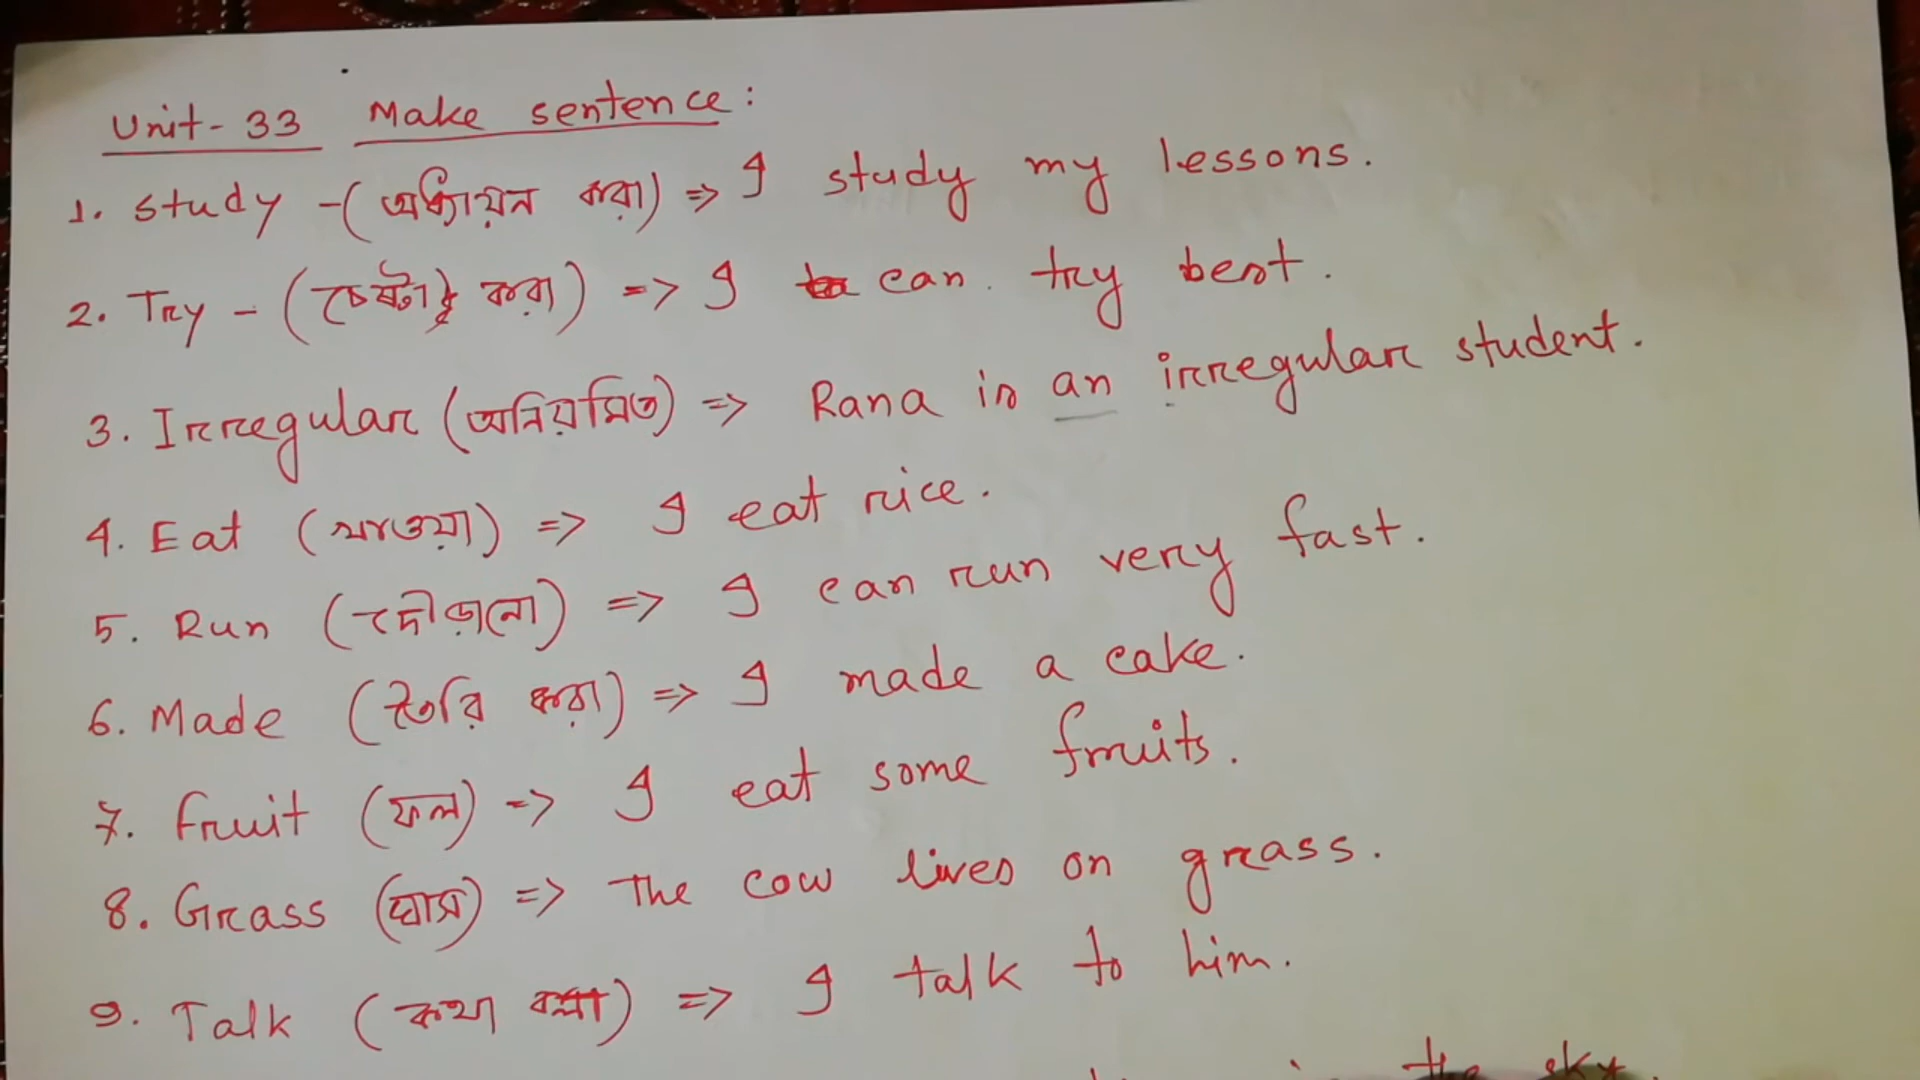 Unit-33 Make sentence:
1. Study -(অধ্যয়ন করা) => I study my lessons.
2. Try - (চেষ্টা করা) => I can try best.
3. Irregular (অনিয়মিত) => Rana is an irregular student.
4. Eat (খাওয়া) => I eat rice.
5. Run (দৌড়ানো) => I can run very fast.
6. Made (তৈরি করা) => I made a cake.
7. Fruit (ফল) => I eat some fruits.
8. Grass (ঘাস) => The cow lives on grass.
9. Talk (কথা বলা) => I talk to him.
the sky.